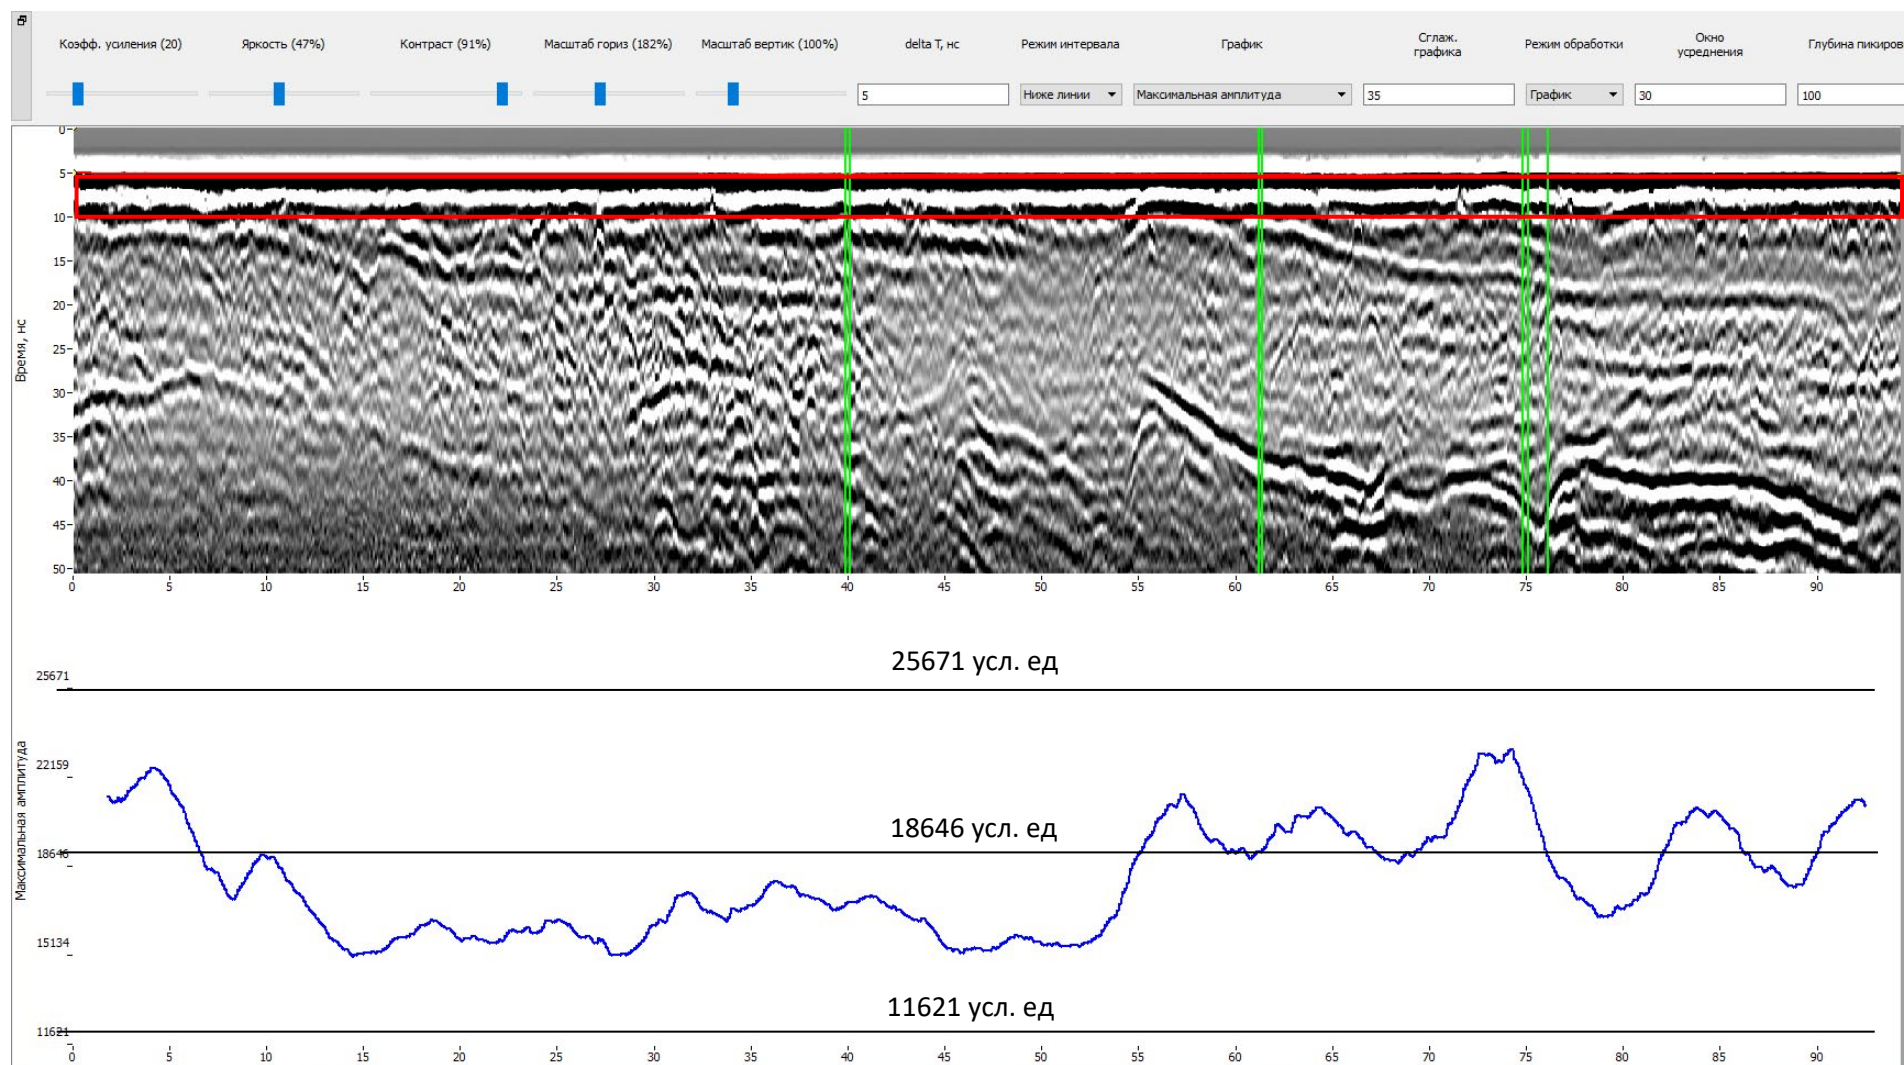 Коэфф. усиления (20) Яркость (47%) Контраст (91%) Масштаб гориз (182%) Масштаб вертик (100%) delta T, нс Режим интервала График Сглаж. графика Режим обработки Окно усреднения Глубина пикиров
5 Ниже линии Максимальная амплитуда 35 График 30 100
0
5
10
15
20
25
30
35
40
45
50
Время, нс
0 5 10 15 20 25 30 35 40 45 50 55 60 65 70 75 80 85 90
25671 усл. ед
25671
22159
18646 усл. ед
18646
15134
11621 усл. ед
11621
Максимальная амплитуда
0 5 10 15 20 25 30 35 40 45 50 55 60 65 70 75 80 85 90